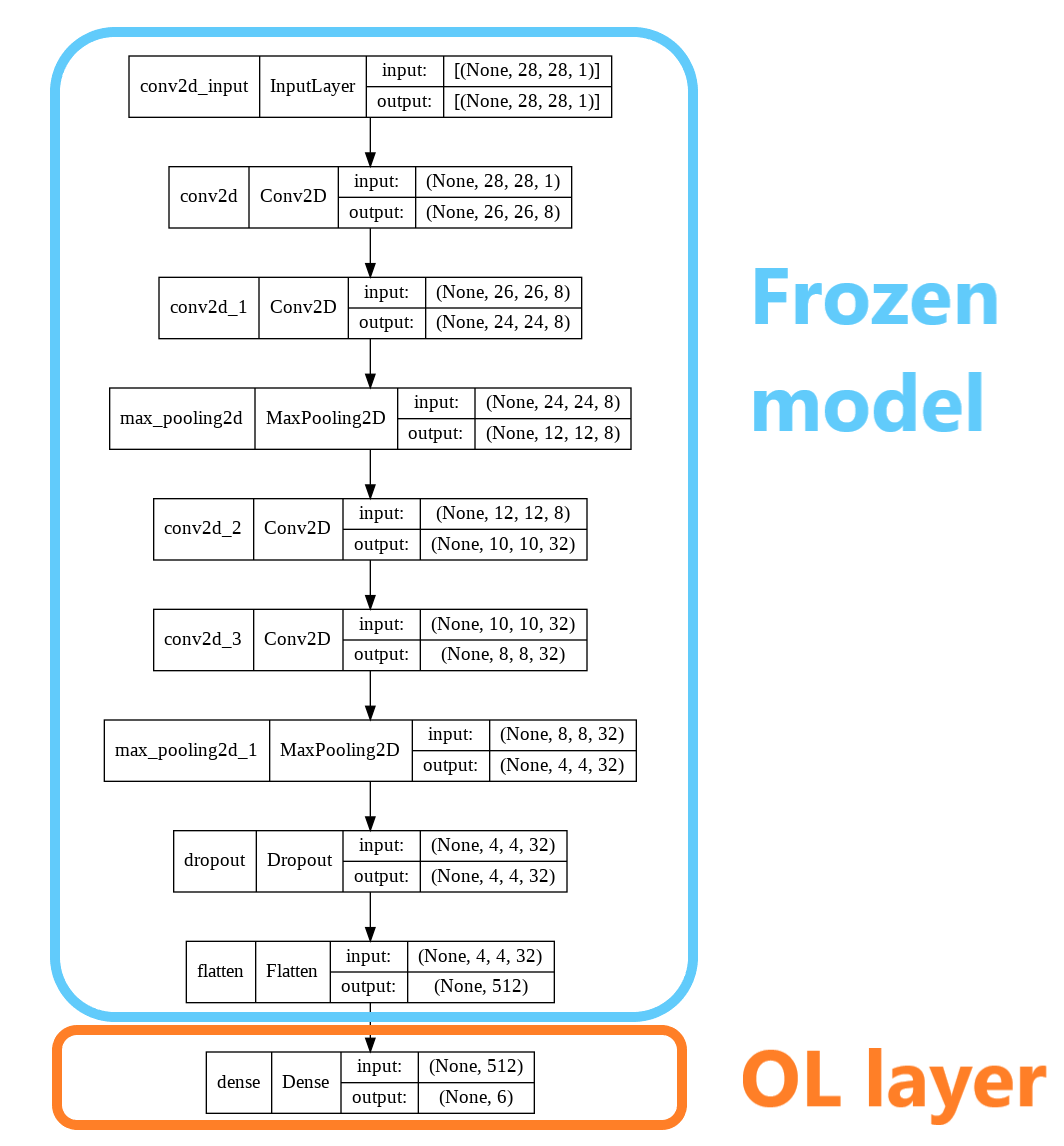 conv2d_input InputLayer input: [(None, 28, 28, 1)]
output: [(None, 28, 28, 1)]
conv2d Conv2D input: (None, 28, 28, 1)
output: (None, 26, 26, 8)
conv2d_1 Conv2D input: (None, 26, 26, 8)
output: (None, 24, 24, 8)
max_pooling2d MaxPooling2D input: (None, 24, 24, 8)
output: (None, 12, 12, 8)
conv2d_2 Conv2D input: (None, 12, 12, 8)
output: (None, 10, 10, 32)
conv2d_3 Conv2D input: (None, 10, 10, 32)
output: (None, 8, 8, 32)
max_pooling2d_1 MaxPooling2D input: (None, 8, 8, 32)
output: (None, 4, 4, 32)
dropout Dropout input: (None, 4, 4, 32)
output: (None, 4, 4, 32)
flatten Flatten input: (None, 4, 4, 32)
output: (None, 512)
Frozen
model
dense Dense input: (None, 512)
output: (None, 6)
OL layer